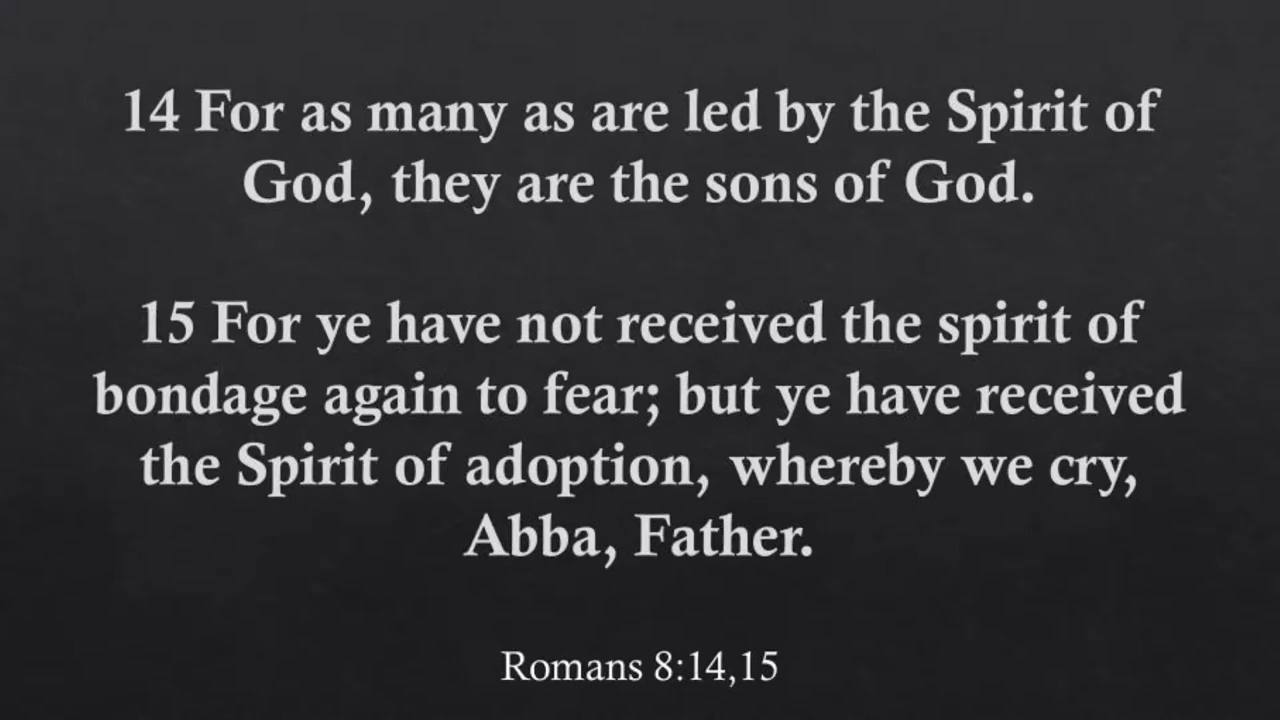 14 For as many as are led by the Spirit of
God, they are the sons of God.
15 For ye have not received the spirit of
bondage again to fear; but ye have received
the Spirit of adoption, whereby we cry,
Abba, Father.
Romans 8:14,15